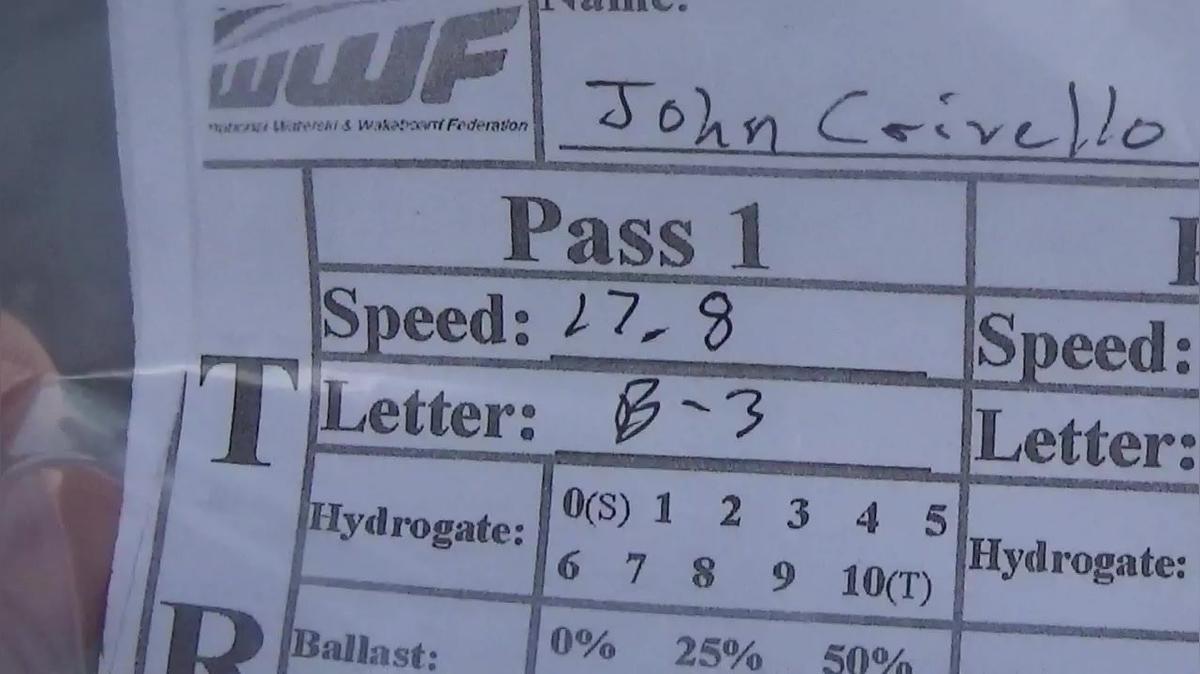 WWF
Name:
National Waterski & Wakeboard Federation
John Crivello
Pass 1
Speed: 17.8
Speed:
T
Letter: B-3
Letter:
Hydrogate: 0(S) 1 2 3 4 5
6 7 8 9 10(T)
Hydrogate:
R
Ballast: 0% 25% 50%